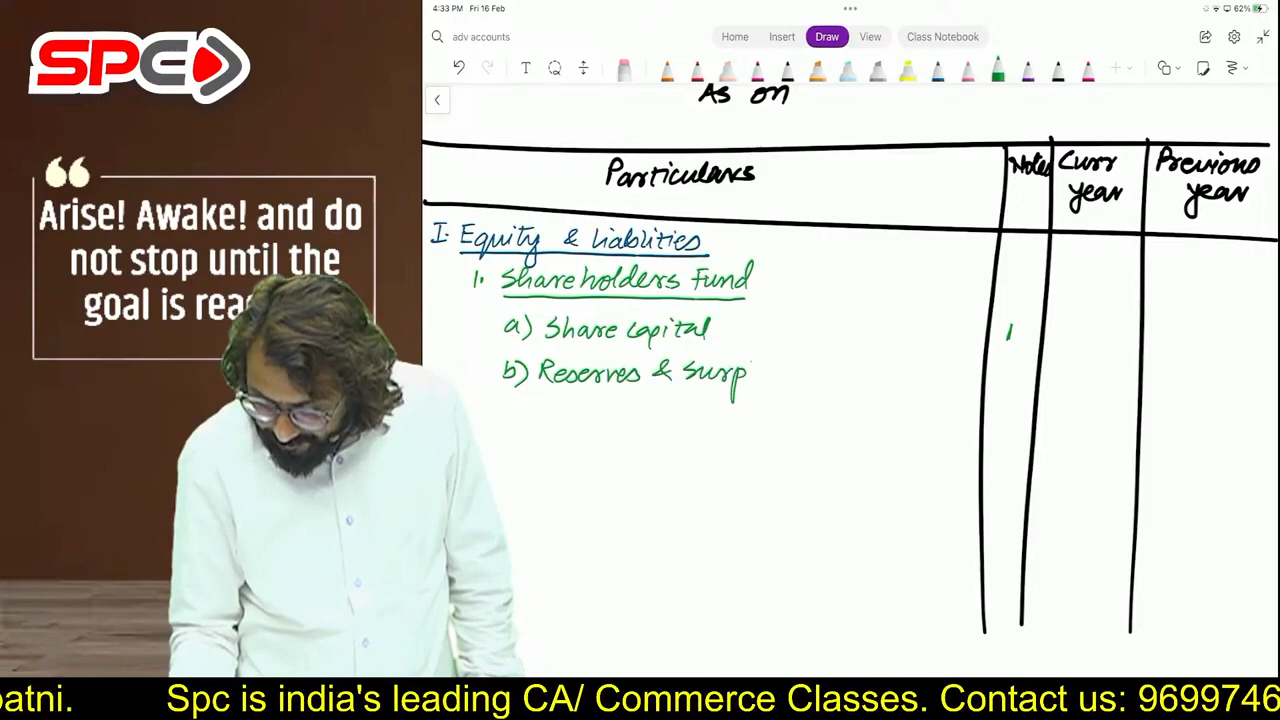 4:33 PM Fri 16 Feb
62%
SPC
adv accounts
Home Insert Draw View Class Notebook
As on
Particulars
Notes
Curr
year
Previous
year
Arise! Awake! and do
not stop until the
goal is rea
I. Equity & Liablities
1. Shareholders Fund
a) Share capital
1
b) Reserves & Surp
patni. Spc is india's leading CA/ Commerce Classes. Contact us: 9699746